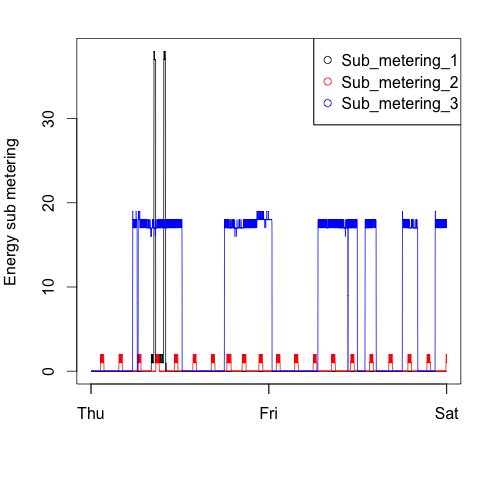 Sub_metering_1
Sub_metering_2
Sub_metering_3
Energy sub metering
30
20
10
0
Thu Fri Sat